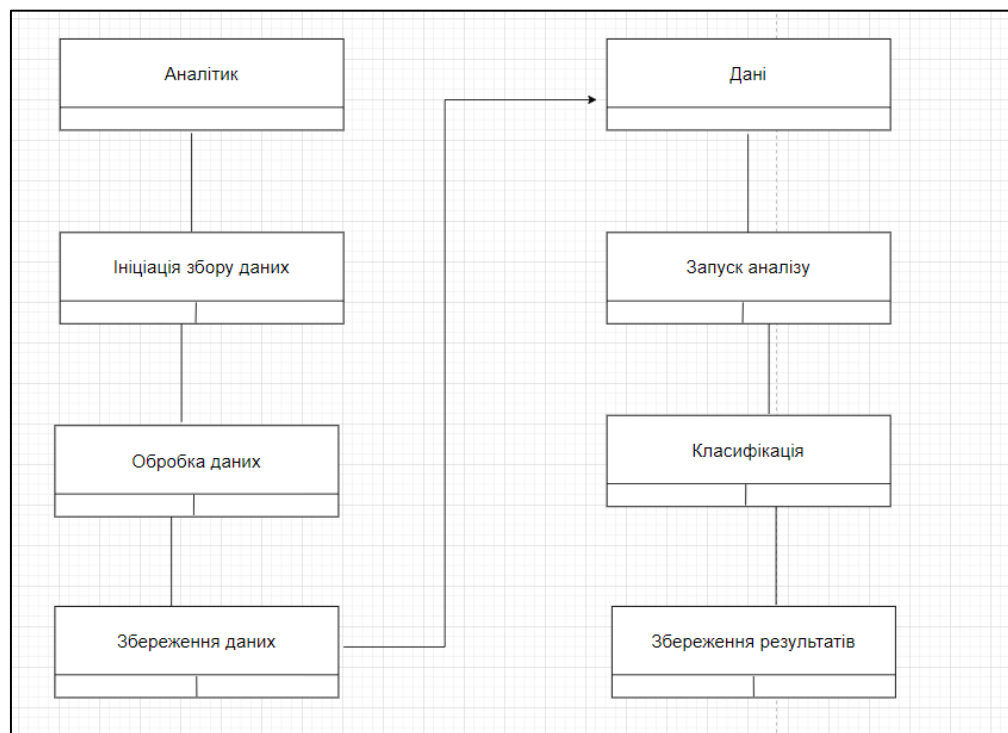 Аналітик
Ініціація збору даних
Обробка даних
Збереження даних
Дані
Запуск аналізу
Класифікація
Збереження результатів